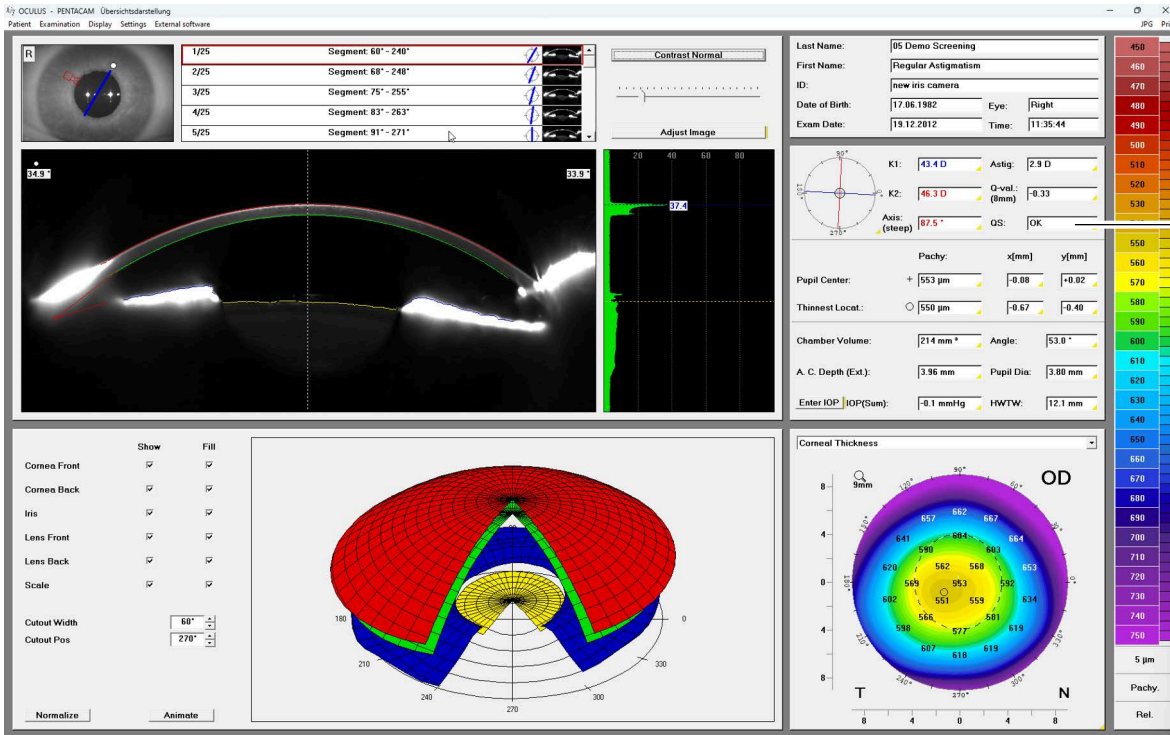 OCULUS - PENTACAM Übersichtsdarstellung
Patient Examination Display Settings External software
JPG
R
1/25 Segment: 60° - 240°
2/25 Segment: 68° - 248°
3/25 Segment: 75° - 255°
4/25 Segment: 83° - 263°
5/25 Segment: 91° - 271°
Contrast Normal
Adjust Image
34.9 °
33.9 °
20 40 60 80
37.4
Last Name: 05 Demo Screening
First Name: Regular Astigmatism
ID: new iris camera
Date of Birth: 17.06.1982 Eye: Right
Exam Date: 19.12.2012 Time: 11:35:44
90°
180°
0°
270°
K1: 43.4 D Astig: 2.9 D
K2: 46.3 D Q-val.: (8mm) -0.33
Axis: (steep) 87.5 ° QS: OK
Pachy: x[mm] y[mm]
Pupil Center: + 553 µm -0.08 +0.02
Thinnest Locat.: 550 µm -0.67 -0.40
Chamber Volume: 214 mm³ Angle: 53.0 °
A. C. Depth (Ext.): 3.96 mm Pupil Dia: 3.80 mm
Enter IOP IOP(Sum): -0.1 mmHg HWTW: 12.1 mm
Show Fill
Cornea Front
Cornea Back
Iris
Lens Front
Lens Back
Scale
Cutout Width 60°
Cutout Pos 270°
Normalize Animate
180
210
240
270
300
330
0
Corneal Thickness
9mm
OD
90°
120° 60°
150°
180° 0°
330°
240° 300°
270°
8
4
0
4
8
657 662 667
641 604 664
590 603
620 562 568 653
569 553 592
602 551 559 634
566 581
598 577 619
607 618 619
T N
8 4 0 4 8
450
460
470
480
490
500
510
520
530
550
560
570
580
590
600
610
620
630
640
650
660
670
680
690
700
710
720
730
740
750
5 µm
Pachy.
Rel.